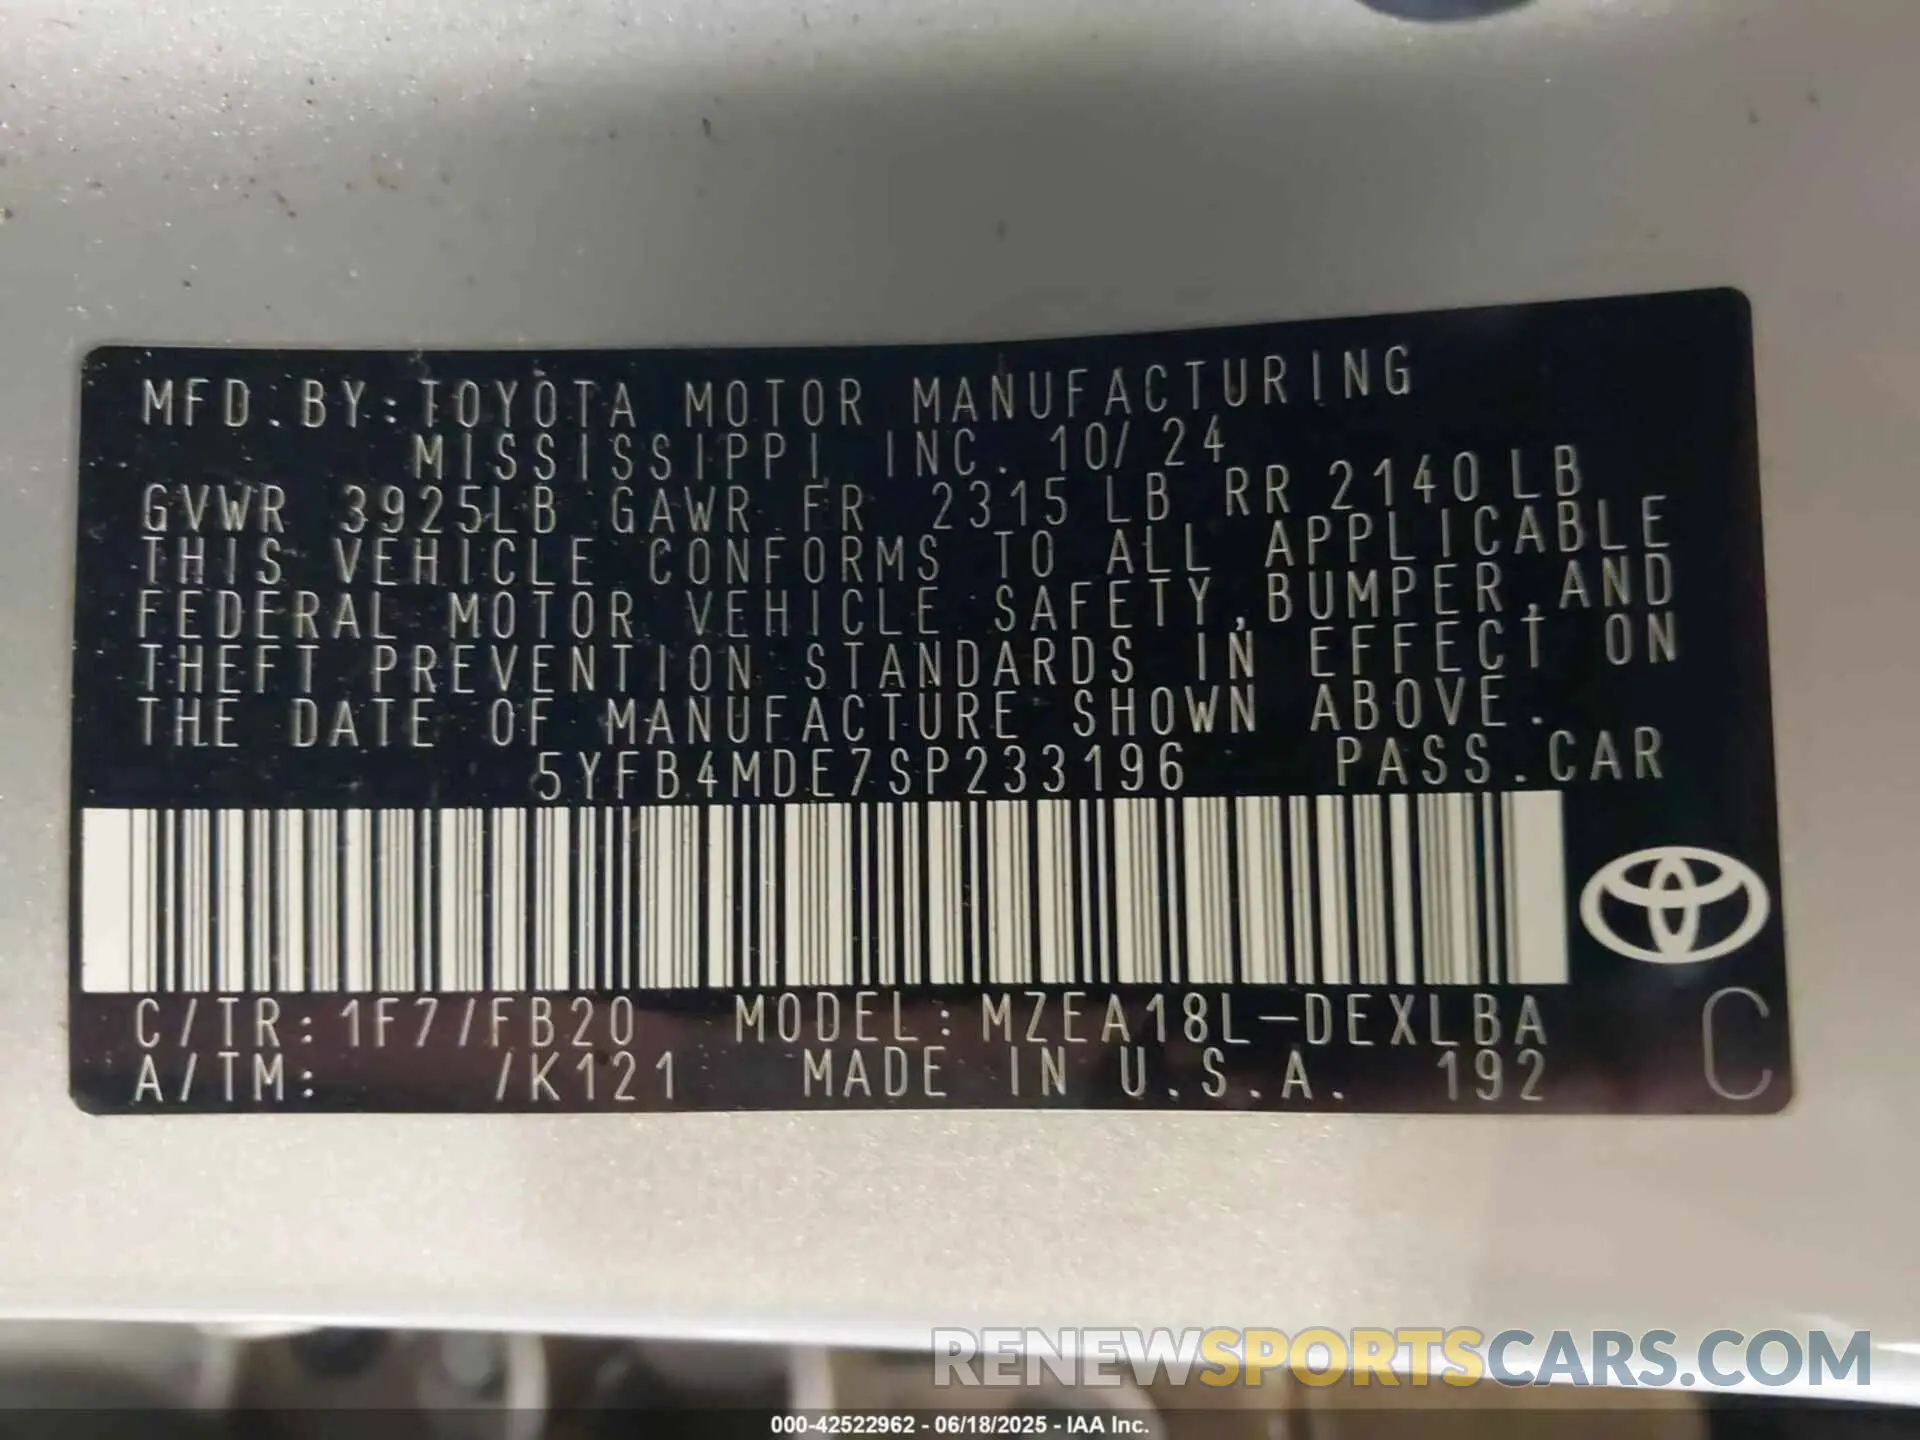 MFD.BY:TOYOTA MOTOR MANUFACTURING
MISSISSIPPI, INC. 10/24
GVWR 3925LB GAWR FR 2315LB RR 2140LB
THIS VEHICLE CONFORMS TO ALL APPLICABLE
FEDERAL MOTOR VEHICLE SAFETY,BUMPER,AND
THEFT PREVENTION STANDARDS IN EFFECT ON
THE DATE OF MANUFACTURE SHOWN ABOVE.
5YFB4MDE7SP233196 PASS.CAR
C/TR:1F7/FB20 MODEL:MZEA18L-DEXLBA
A/TM: /K121 MADE IN U.S.A. 192
C
RENEWSPORTSCARS.COM
000-42522962 - 06/18/2025 - IAA Inc.